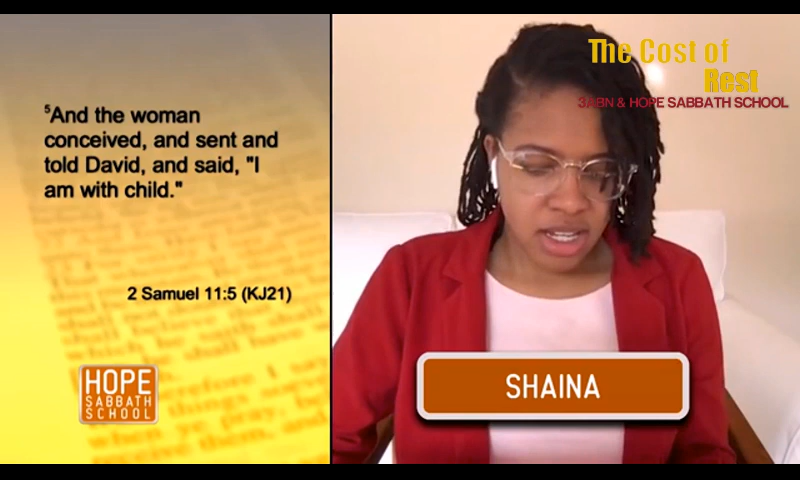 ⁵And the woman
conceived, and sent and
told David, and said, "I
am with child."
2 Samuel 11:5 (KJ21)
HOPE
SABBATH
SCHOOL
The Cost of
Rest
3ABN & HOPE SABBATH SCHOOL
SHAINA